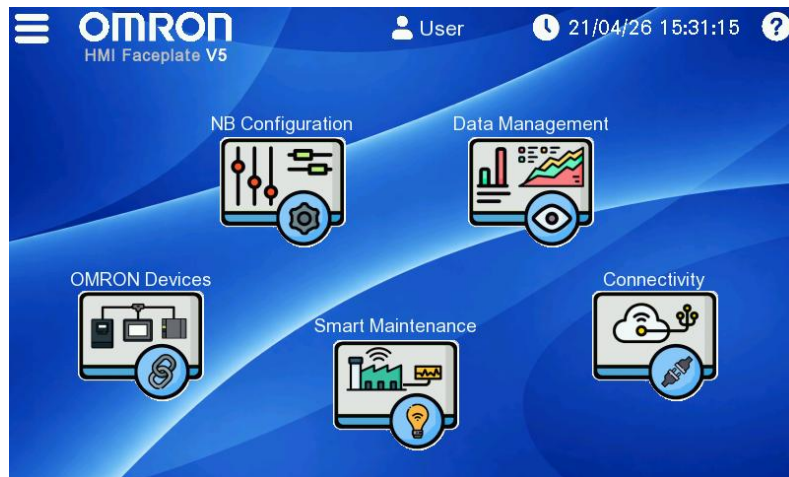 OMRON
HMI Faceplate V5
User
21/04/26 15:31:15
?
NB Configuration
Data Management
OMRON Devices
Smart Maintenance
Connectivity